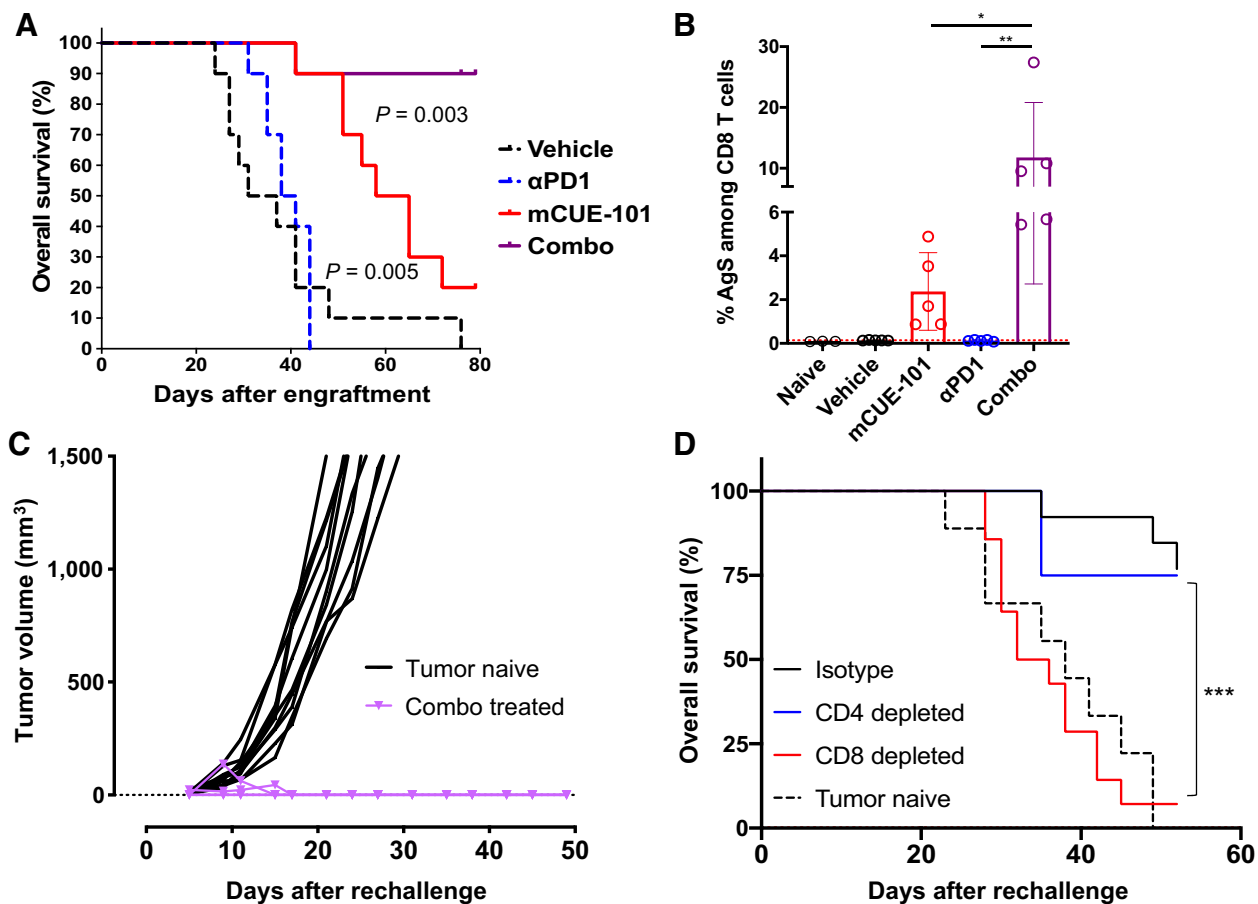 A
Overall survival (%)
100
90
80
70
60
50
40
30
20
10
0
0 20 40 60 80
Days after engraftment
P = 0.003
P = 0.005
Vehicle
αPD1
mCUE-101
Combo
B
% AgS among CD8 T cells
*
**
30
20
10
6
4
2
0
Naive
Vehicle
mCUE-101
αPD1
Combo
C
Tumor volume (mm³)
1,500
1,000
500
0
Tumor naive
Combo treated
0 10 20 30 40 50
Days after rechallenge
D
Overall survival (%)
100
75
50
25
0
Isotype
CD4 depleted
CD8 depleted
Tumor naive
***
0 20 40 60
Days after rechallenge